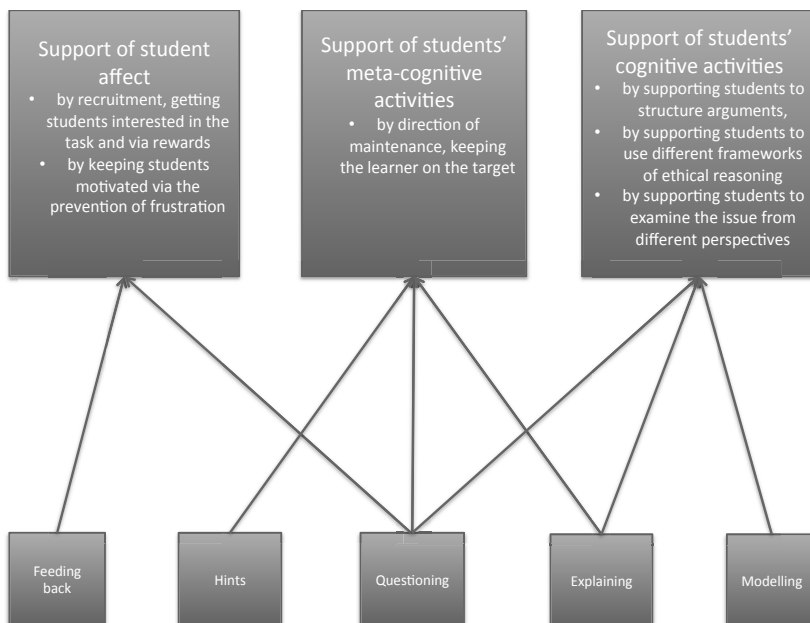 Support of student
affect
• by recruitment, getting
students interested in the
task and via rewards
• by keeping students
motivated via the
prevention of frustration
Support of students’
meta-cognitive
activities
• by direction of
maintenance, keeping
the learner on the target
Support of students’
cognitive activities
• by supporting students to
structure arguments,
• by supporting students to
use different frameworks
of ethical reasoning
• by supporting students to
examine the issue from
different perspectives
Feeding
back
Hints
Questioning
Explaining
Modelling